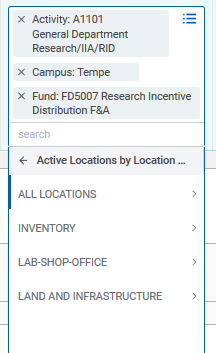 × Activity: A1101
General Department
Research/IIA/RID
× Campus: Tempe
× Fund: FD5007 Research Incentive
Distribution F&A
search
← Active Locations by Location ...
ALL LOCATIONS >
INVENTORY >
LAB-SHOP-OFFICE >
LAND AND INFRASTRUCTURE >